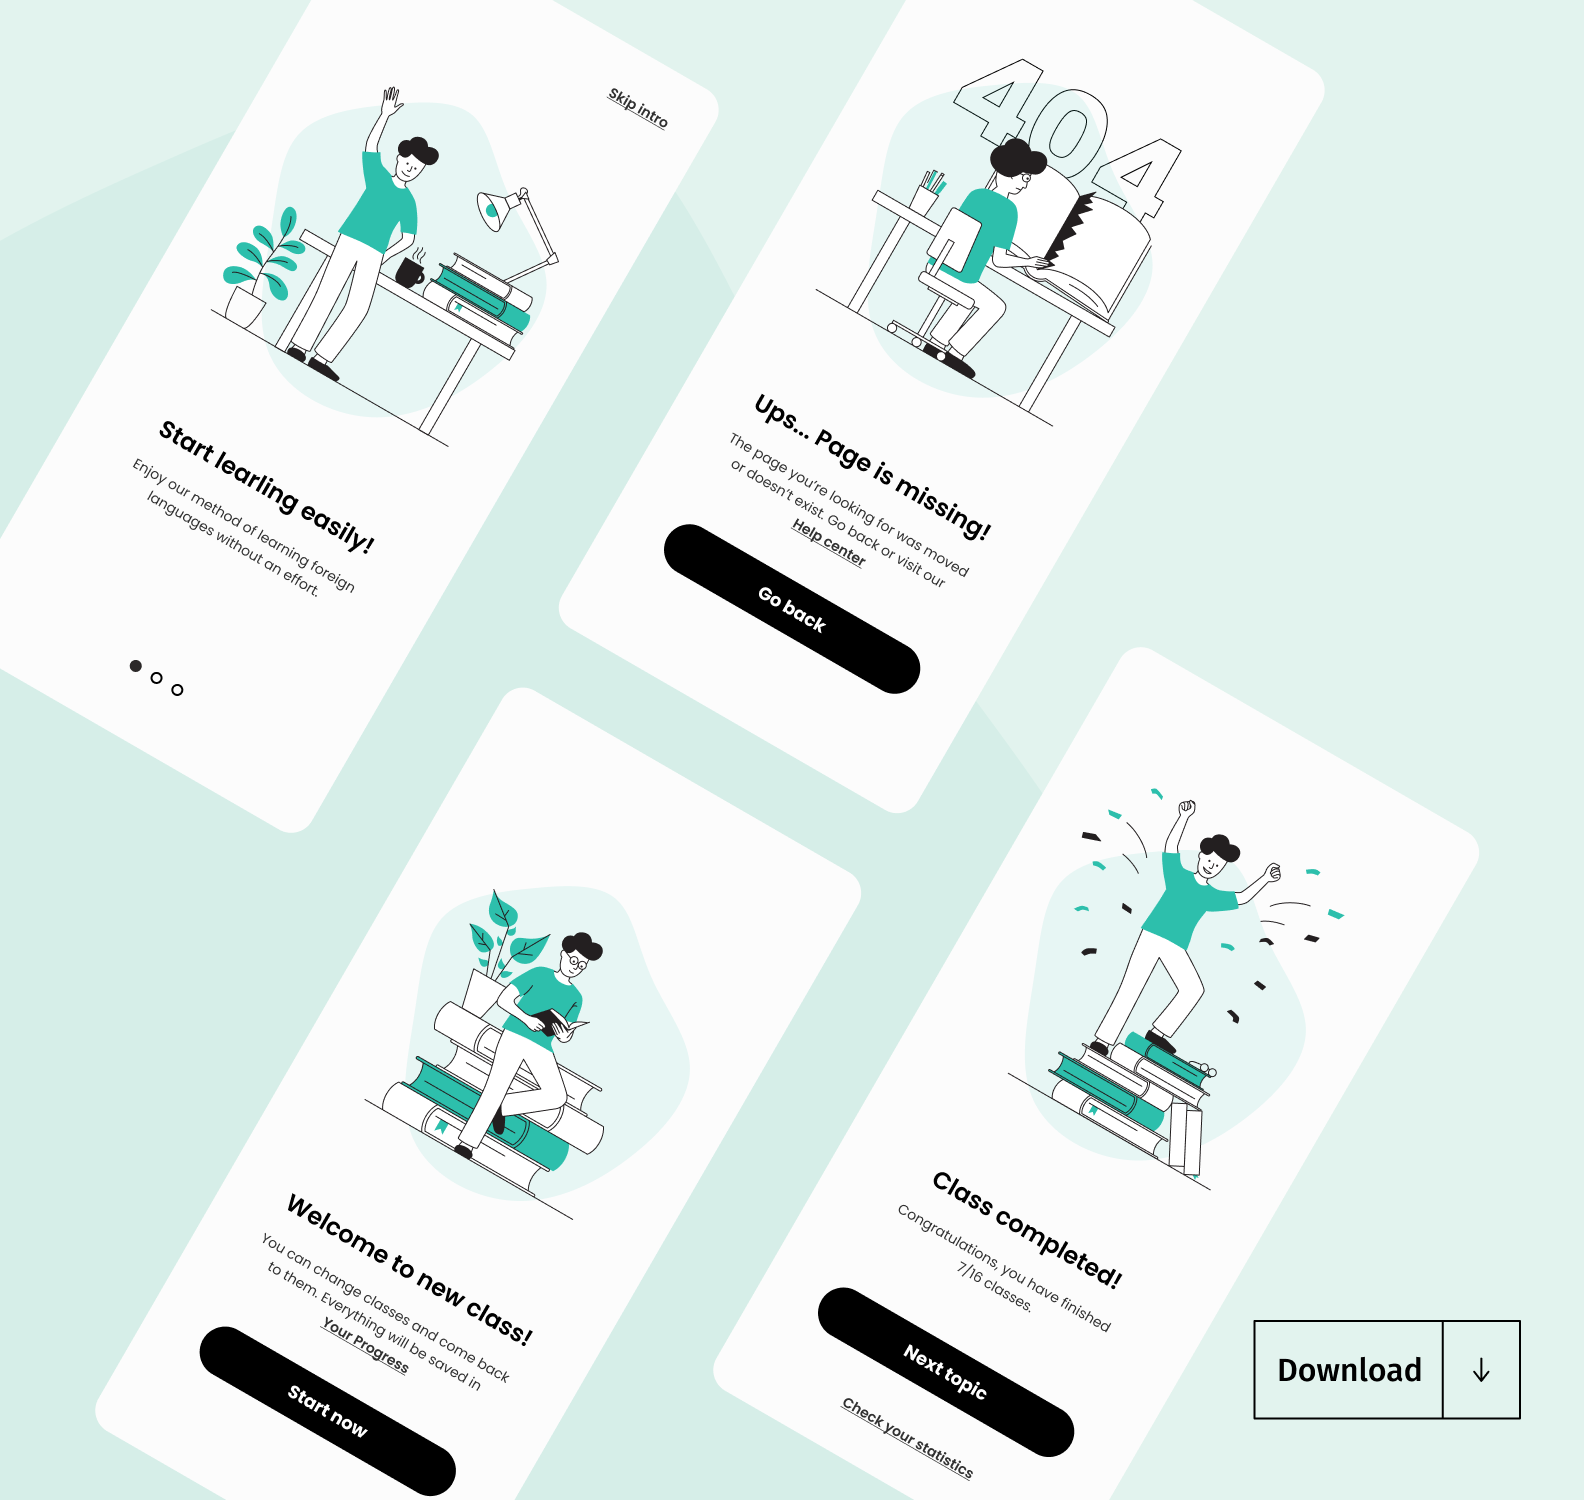 Skip intro
Start learling easily!
Enjoy our method of learning foreign
languages without an effort.
404
Ups... Page is missing!
The page you're looking for was moved
or doesn't exist. Go back or visit our
Help center
Go back
Welcome to new class!
You can change classes and come back
to them. Everything will be saved in
Your Progress
Start now
Class completed!
Congratulations, you have finished
7/16 classes.
Next topic
Check your statistics
Download